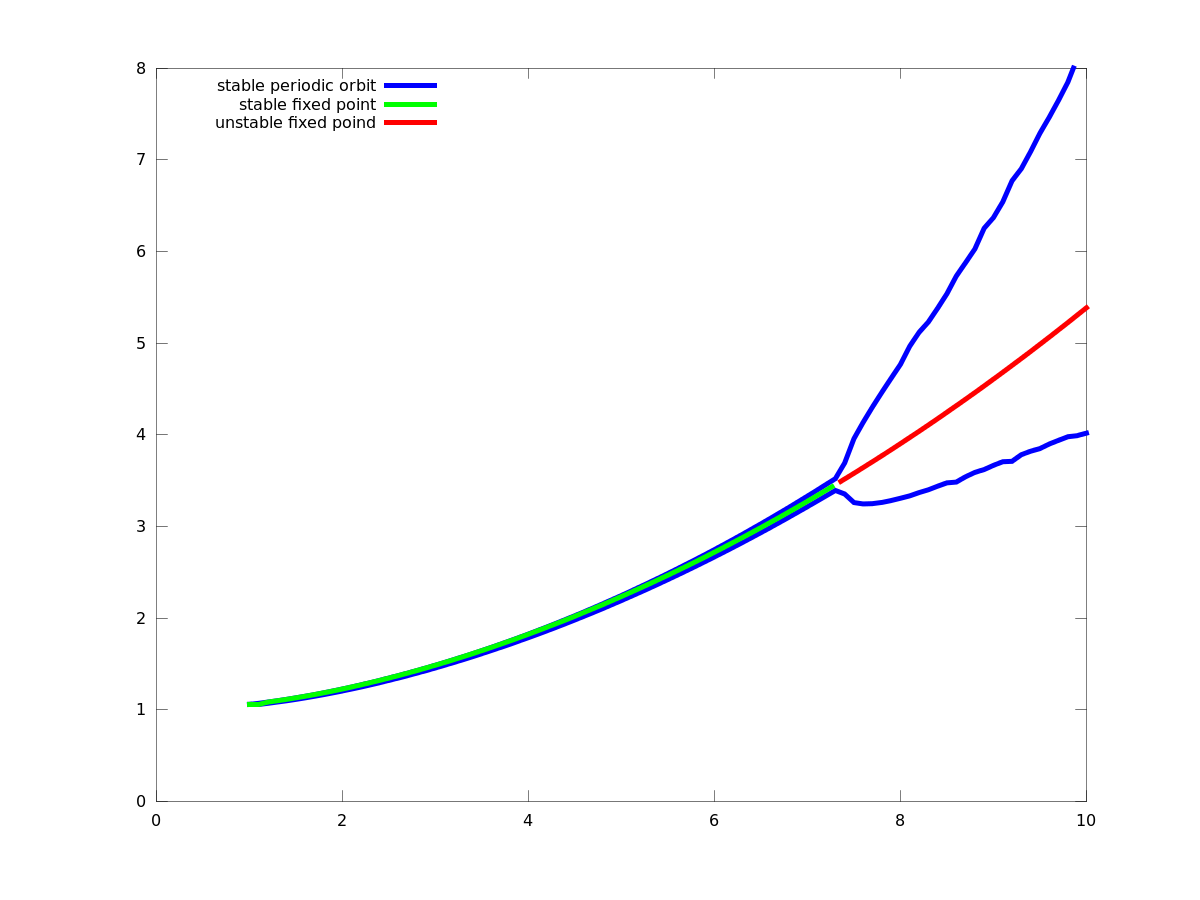 8
stable periodic orbit
stable fixed point
unstable fixed poind
7
6
5
4
3
2
1
0
0 2 4 6 8 10